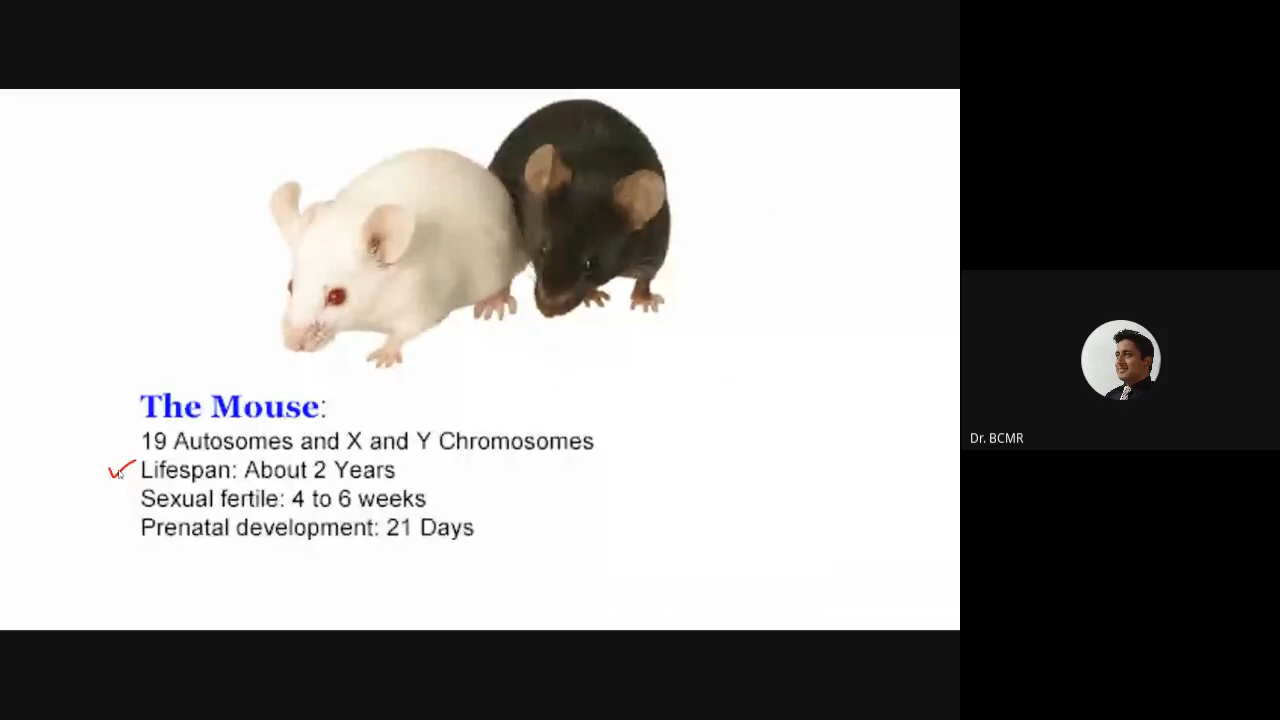 The Mouse:
19 Autosomes and X and Y Chromosomes
Lifespan: About 2 Years
Sexual fertile: 4 to 6 weeks
Prenatal development: 21 Days
Dr. BCMR